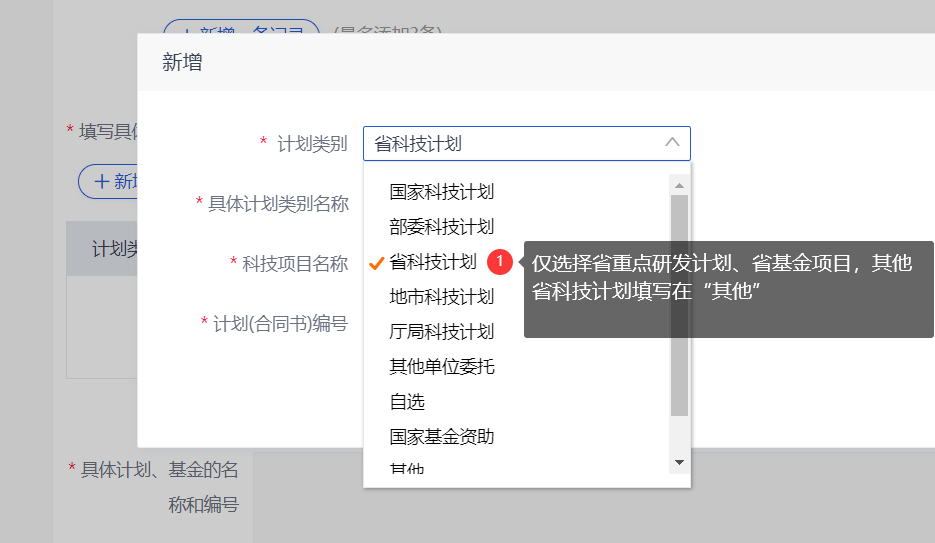 新增一条记录 (最多添加3条)
新增
* 填写具体
* 计划类别
省科技计划
新增
* 具体计划类别名称
国家科技计划
部委科技计划
计划类
* 科技项目名称
省科技计划
1
仅选择省重点研发计划、省基金项目，其他
省科技计划填写在“其他”
地市科技计划
* 计划(合同书)编号
厅局科技计划
其他单位委托
自选
国家基金资助
其他
* 具体计划、基金的名
称和编号